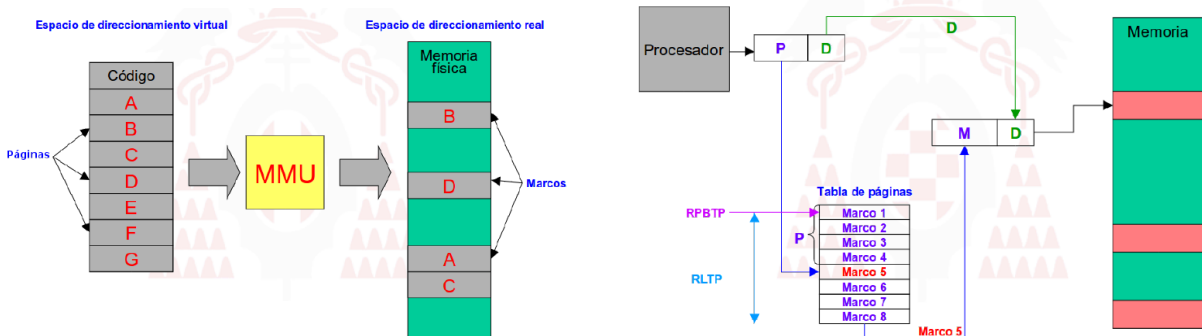 Espacio de direccionamiento virtual
Código
A
B
C
D
E
F
G
Páginas
MMU
Espacio de direccionamiento real
Memoria
física
B
D
A
C
Marcos
Procesador
P D
D
M D
Memoria
Tabla de páginas
RPBTP
P
RLTP
Marco 1
Marco 2
Marco 3
Marco 4
Marco 5
Marco 6
Marco 7
Marco 8
Marco 5